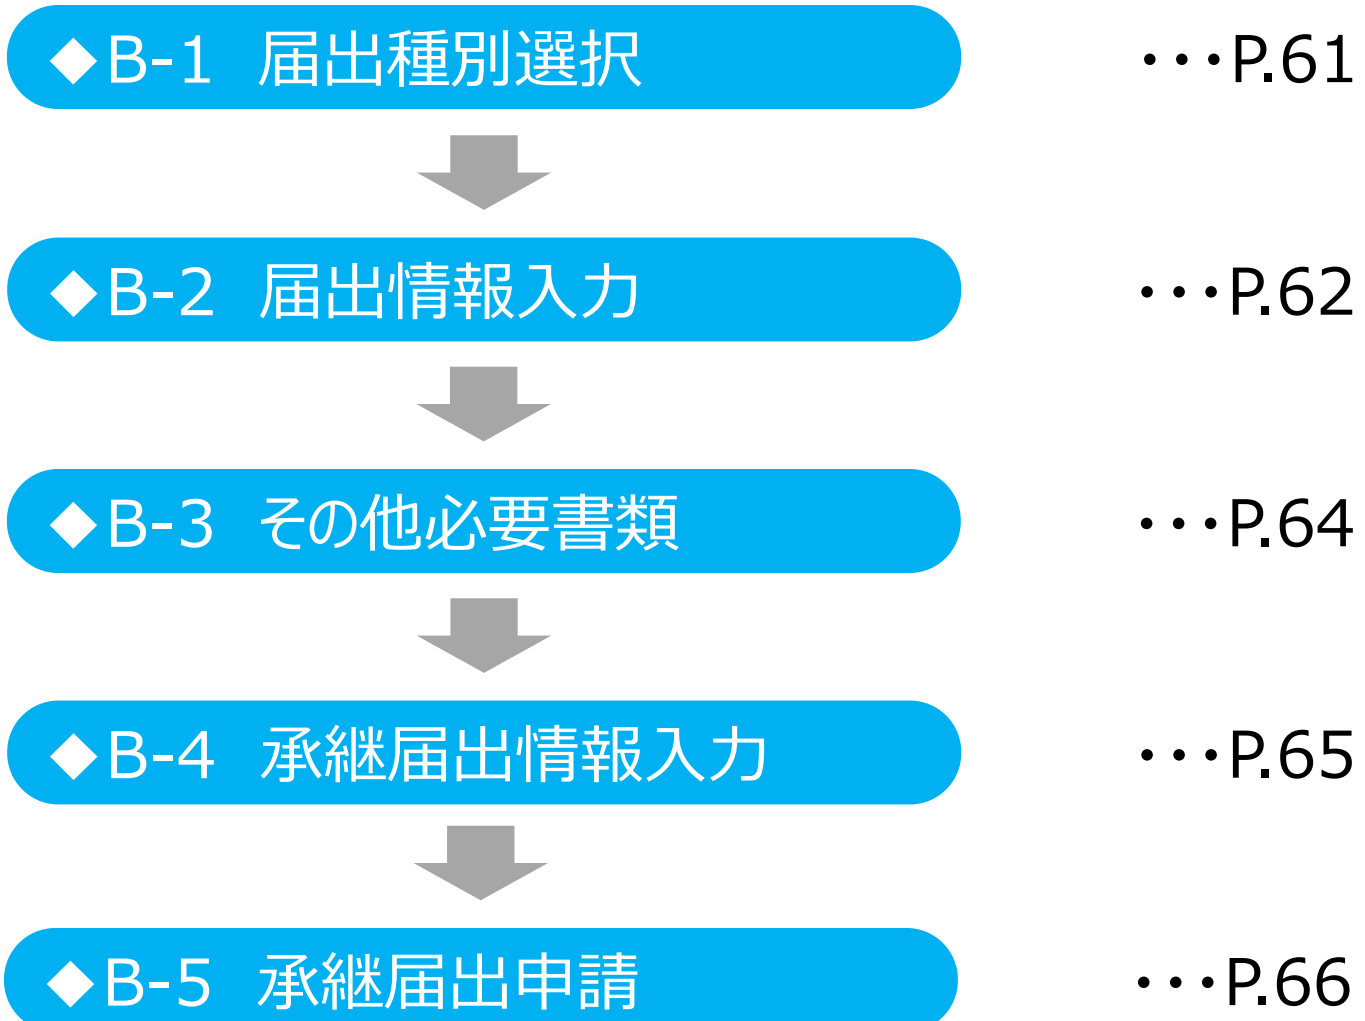 ◆B-1 届出種別選択 ・・・P.61
◆B-2 届出情報入力 ・・・P.62
◆B-3 その他必要書類 ・・・P.64
◆B-4 承継届出情報入力 ・・・P.65
◆B-5 承継届出申請 ・・・P.66